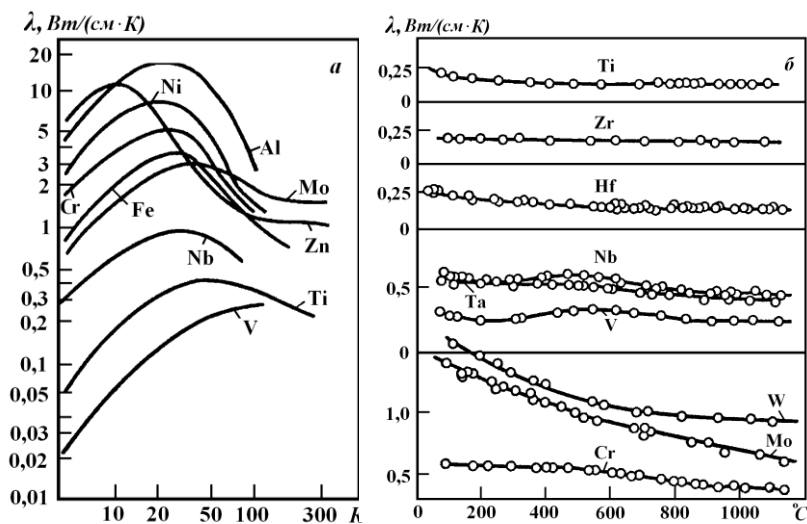 λ, Вт/(см·К)
а
20
10
5
3
2
1
0,5
0,3
0,2
0,1
0,05
0,03
0,02
0,01
Ni
Al
Cr
Fe
Mo
Zn
Nb
Ti
V
10 20 50 100 300 К
λ, Вт/(см·К)
б
0,25
0
Ti
0,25
0
Zr
0,25
0
Hf
0,5
0
Nb
Ta
V
1,0
0,5
W
Mo
Cr
0 200 400 600 800 1000 °С